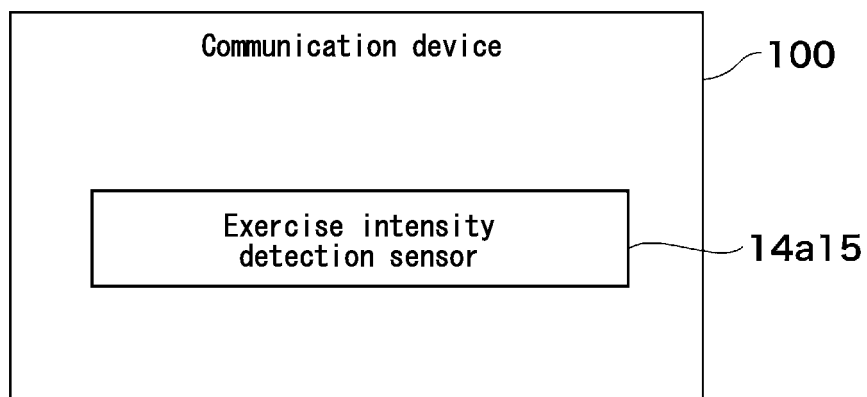 Communication device
100
Exercise intensity
detection sensor
14a15